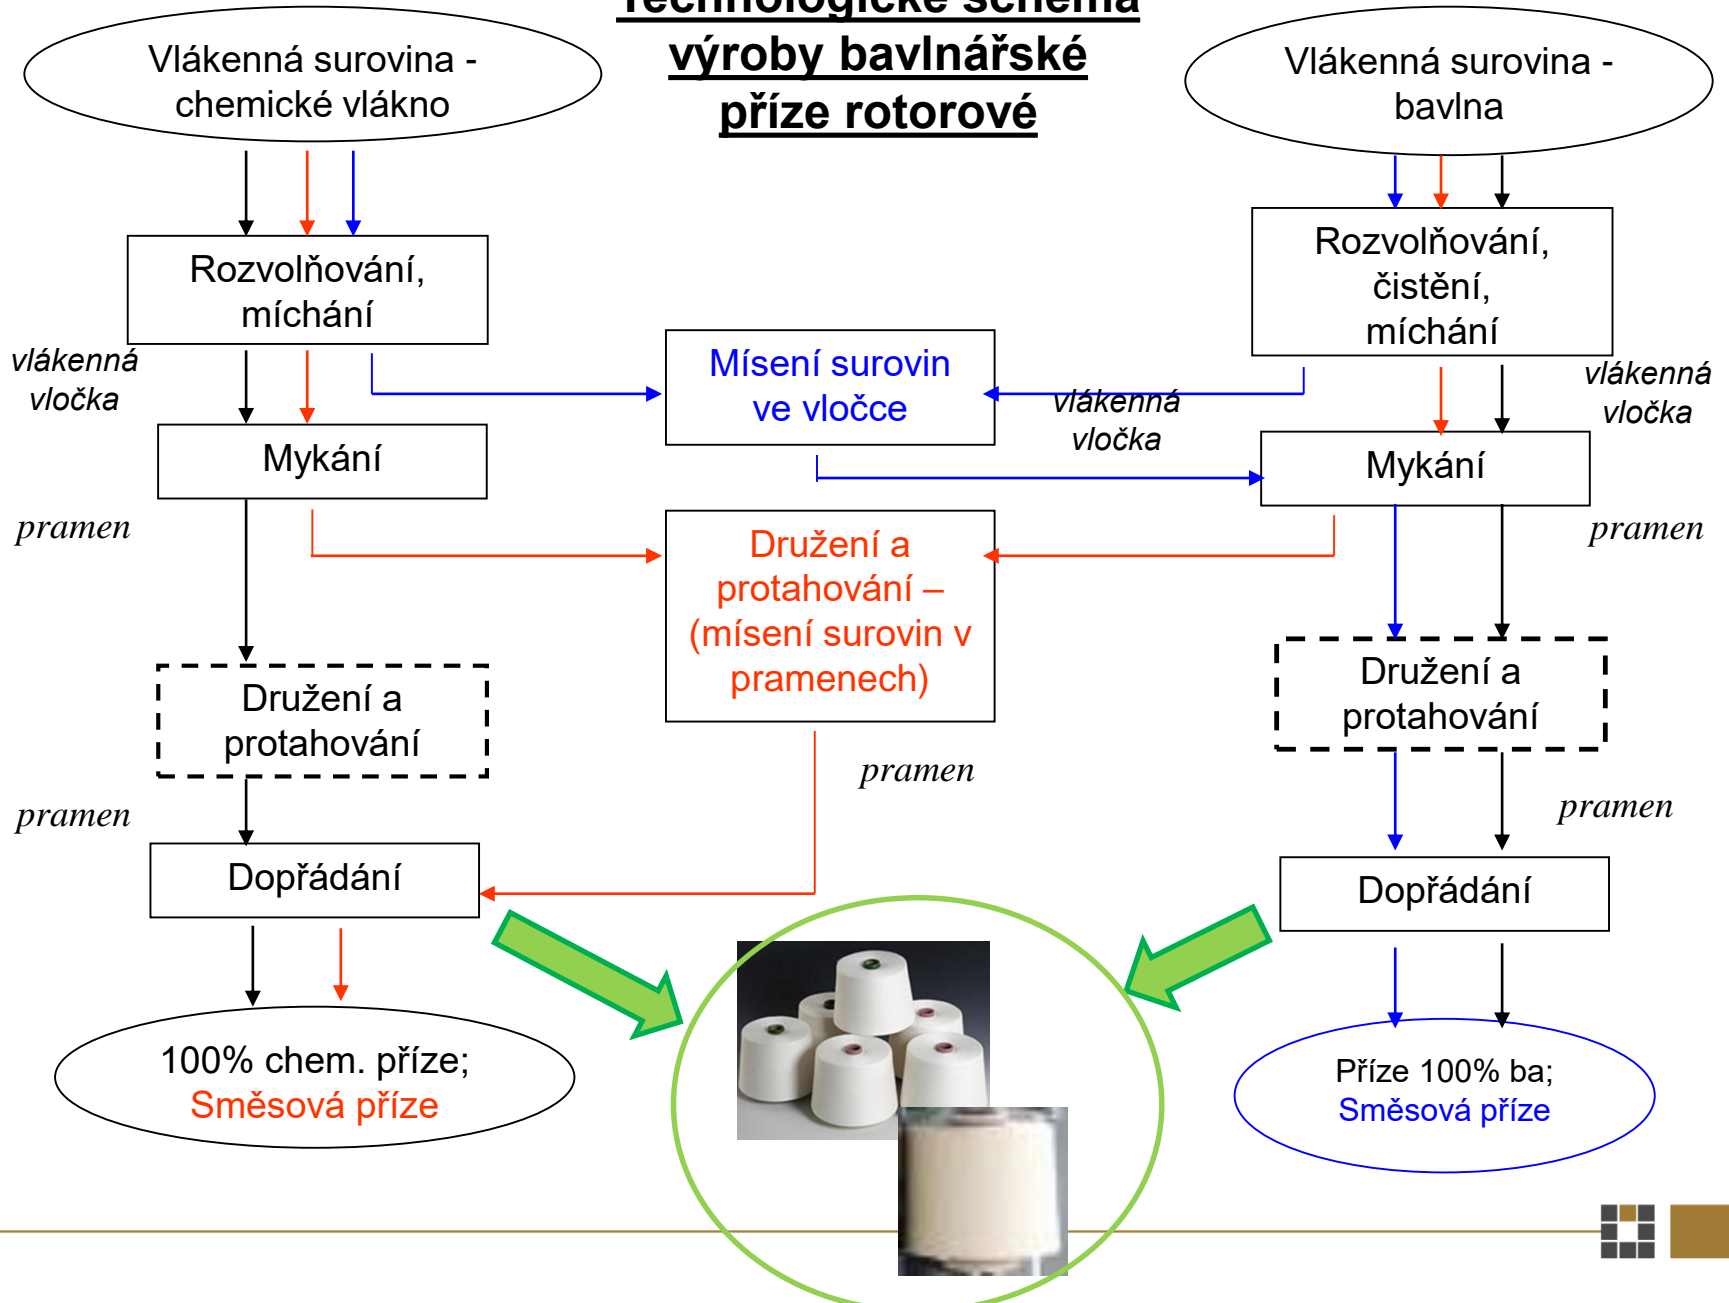 Technologické schéma
výroby bavlnářské
příze rotorové
Vlákenná surovina -
chemické vlákno
Vlákenná surovina -
bavlna
Rozvolňování,
míchání
Rozvolňování,
čistění,
míchání
vlákenná
vločka
Mísení surovin
ve vločce
vlákenná
vločka
vlákenná
vločka
Mykání
Mykání
pramen
Družení a
protahování –
(mísení surovin v
pramenech)
pramen
Družení a
protahování
Družení a
protahování
pramen
pramen
pramen
Dopřádání
Dopřádání
100% chem. příze;
Směsová příze
Příze 100% ba;
Směsová příze